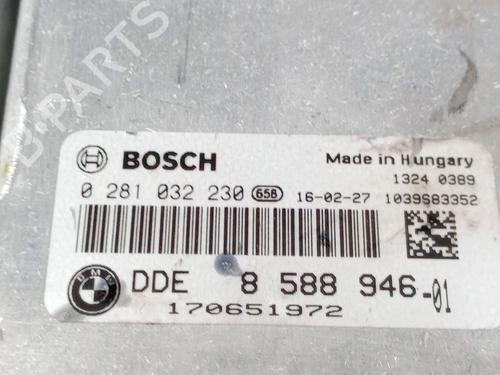 B-PARTS
BOSCH
Made in Hungary
1324 0389
0 281 032 230 658 16-02-27 1039S83352
BMW
DDE 8 588 946-01
170651972